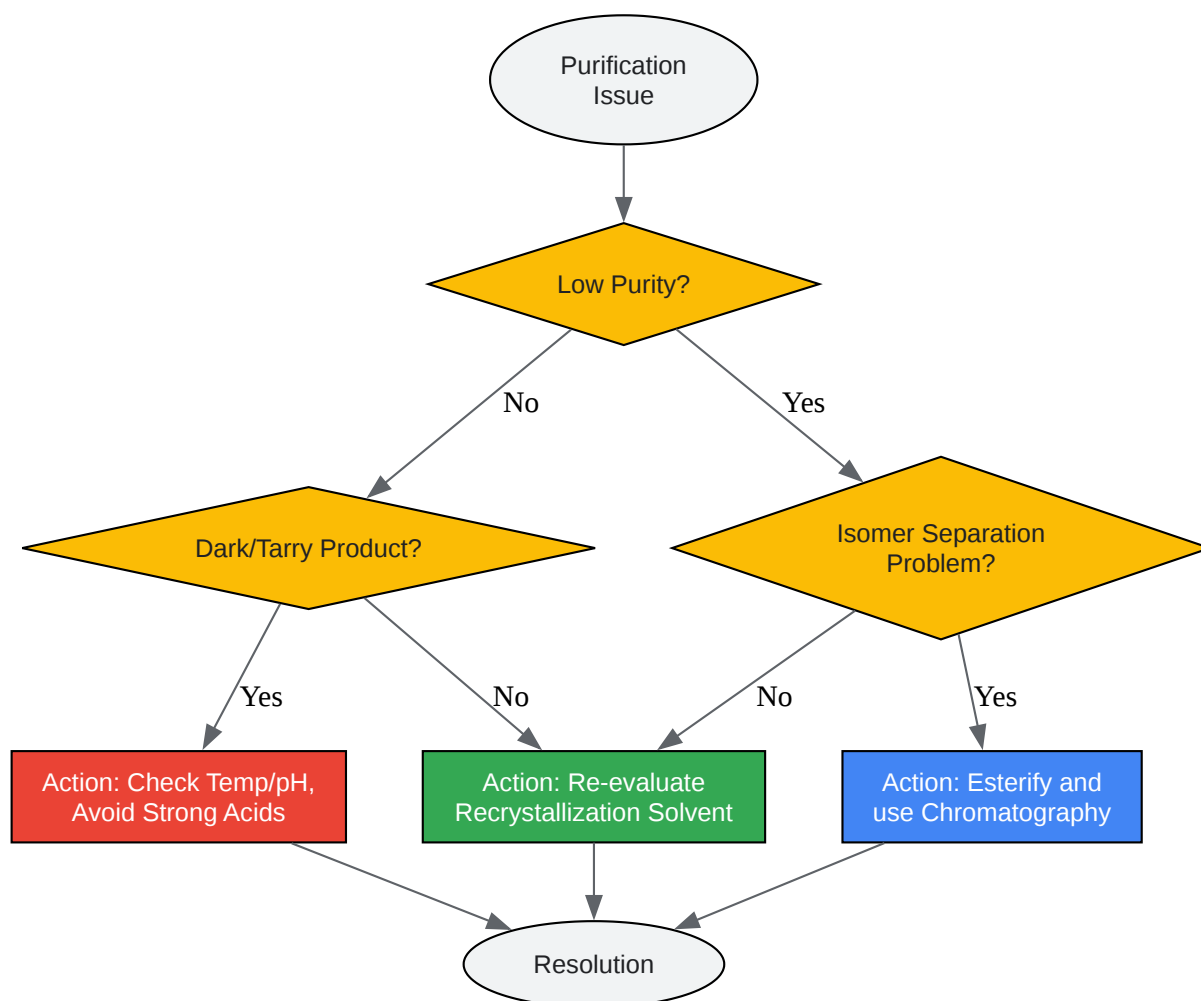 Purification
Issue
Low Purity?
No
Yes
Dark/Tarry Product?
Isomer Separation
Problem?
Yes
No
No
Yes
Action: Check Temp/pH,
Avoid Strong Acids
Action: Re-evaluate
Recrystallization Solvent
Action: Esterify and
use Chromatography
Resolution